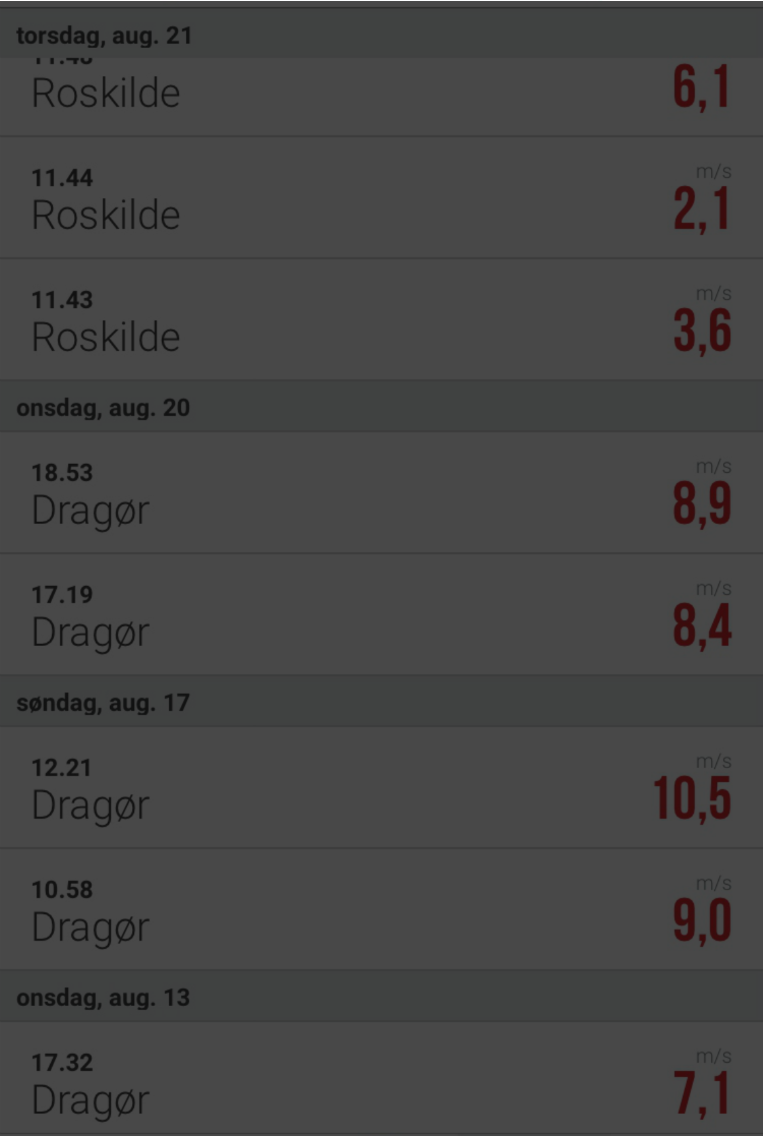 torsdag, aug. 21
Roskilde
6,1
11.44
m/s
Roskilde
2,1
11.43
m/s
Roskilde
3,6
onsdag, aug. 20
18.53
m/s
Dragør
8,9
17.19
m/s
Dragør
8,4
søndag, aug. 17
12.21
m/s
Dragør
10,5
10.58
m/s
Dragør
9,0
onsdag, aug. 13
17.32
m/s
Dragør
7,1